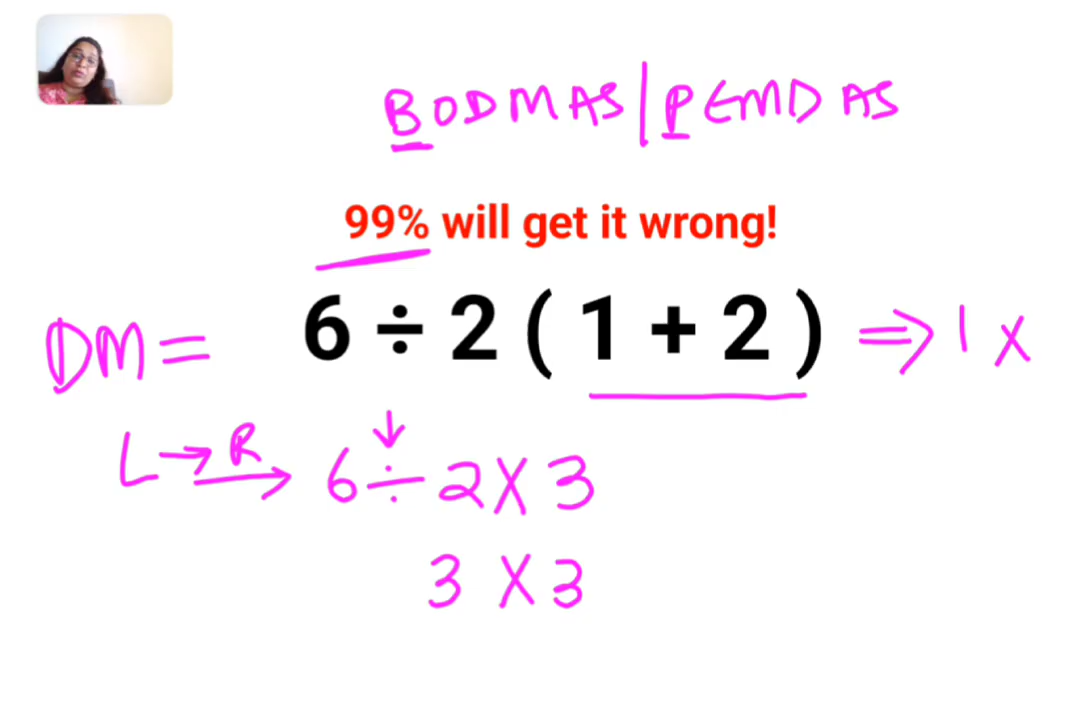 BODMAS/PEMDAS
99% will get it wrong!
DM = 6 ÷ 2 ( 1 + 2 ) ⇒ 1 X
L → R 6 ÷ 2 X 3
3 X 3